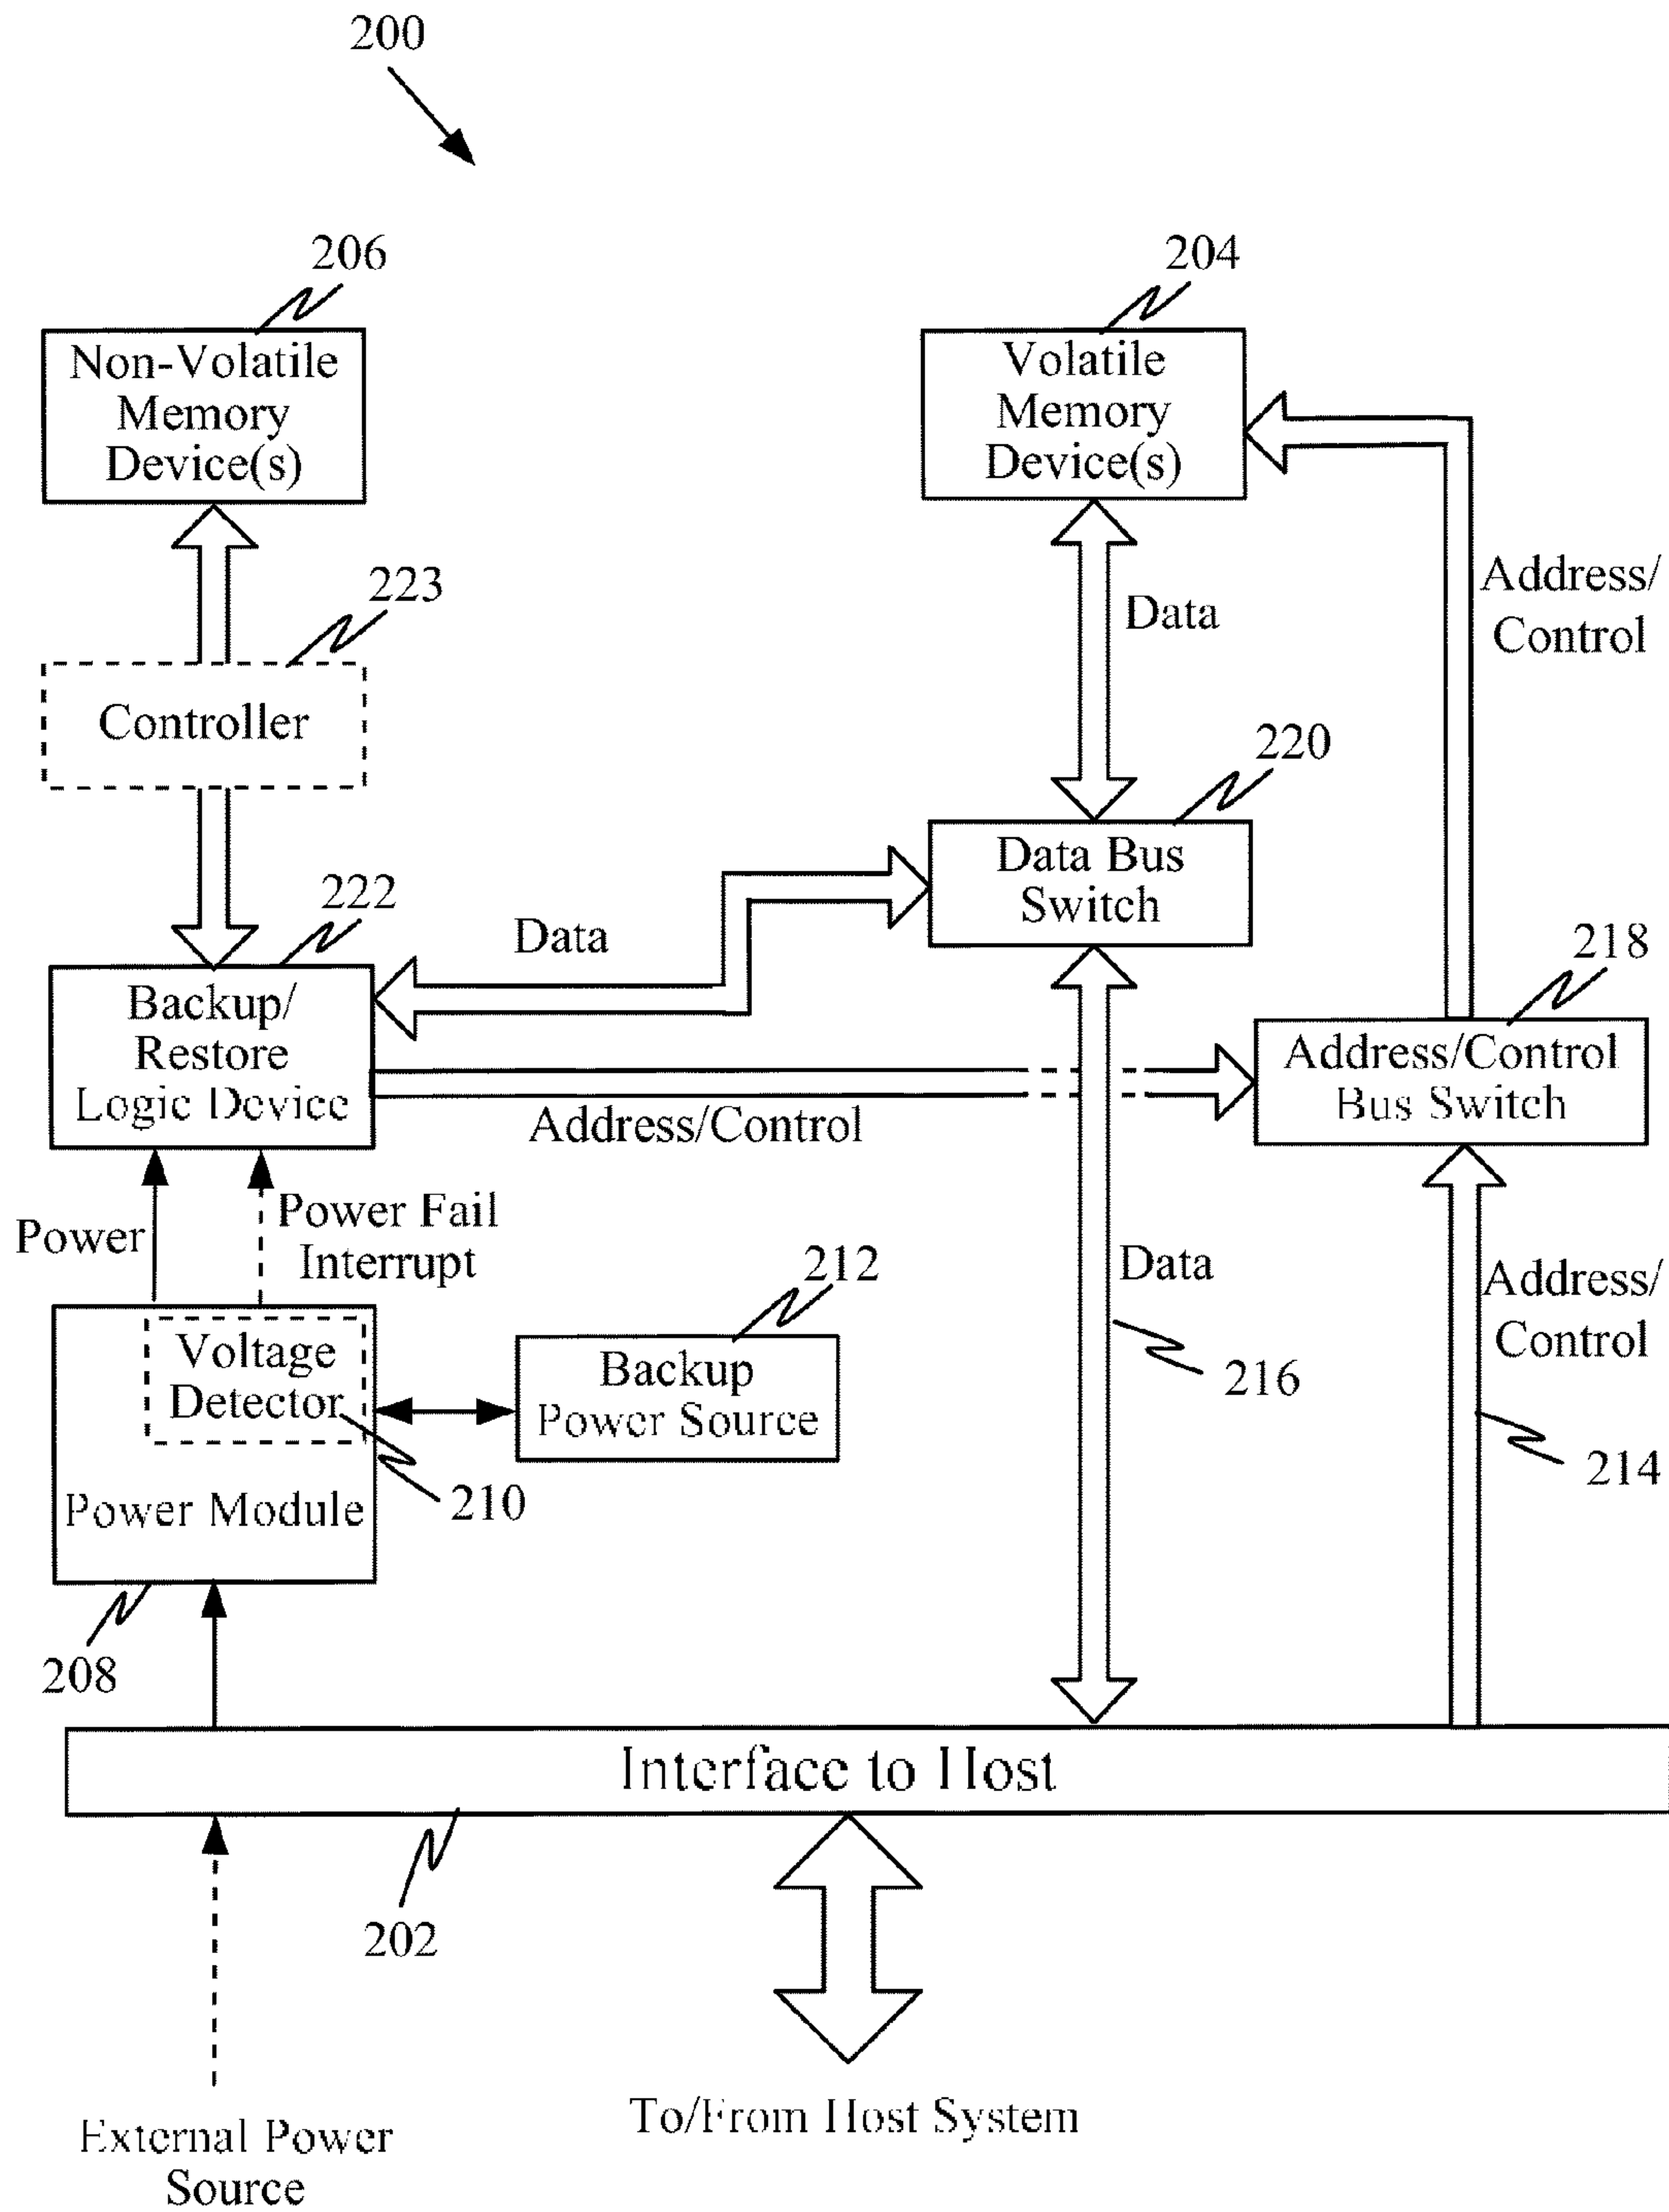 200
206
204
Non-Volatile
Memory
Device(s)
Volatile
Memory
Device(s)
Address/
Control
Data
223
Controller
220
Data Bus
Switch
222
Data
218
Backup/
Restore
Logic Device
Address/Control
Bus Switch
Address/Control
Power
Power Fail
Interrupt
212
Data
Address/
Control
Voltage
Detector
Backup
Power Source
216
214
210
Power Module
208
Interface to Host
202
To/From Host System
External Power
Source